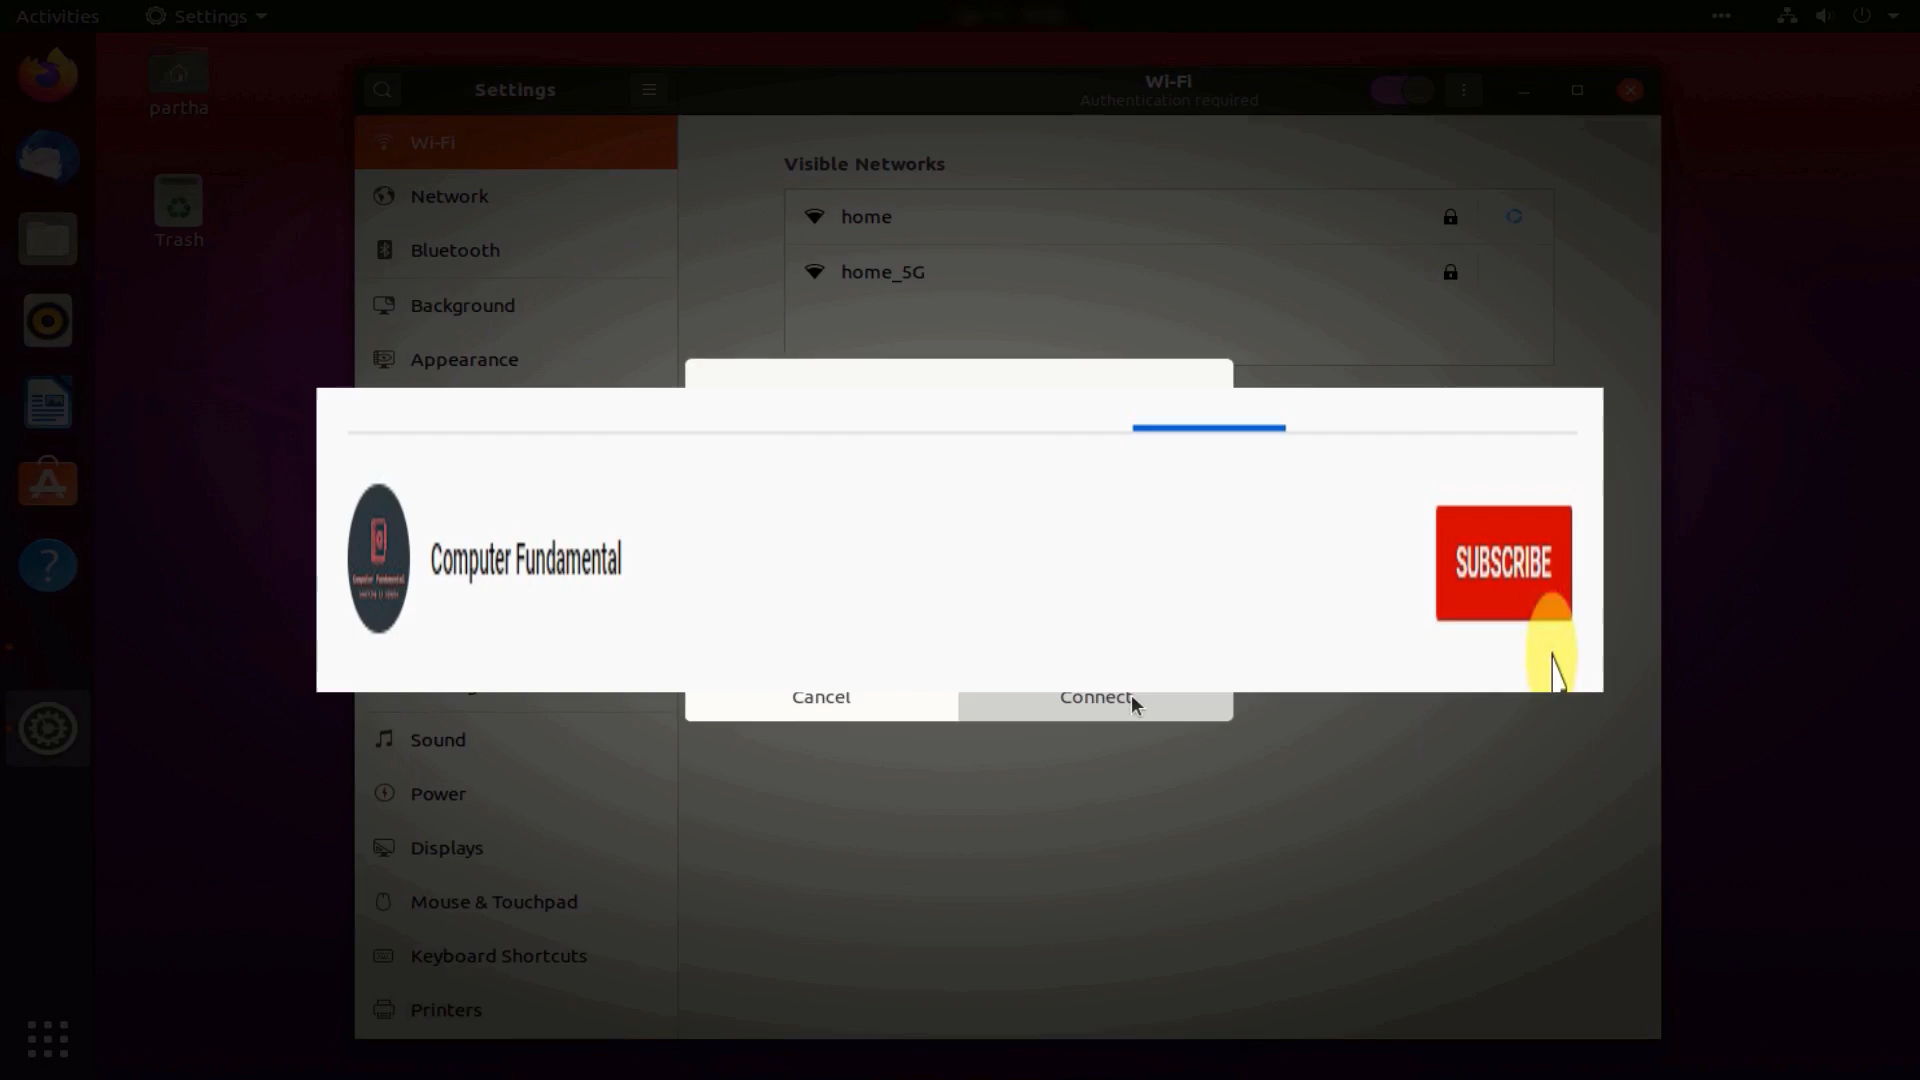 Activities
Settings
partha
Trash
Settings
Wi-Fi
Authentication required
Wi-Fi
Network
Bluetooth
Background
Appearance
Visible Networks
home
home_5G
Computer Fundamental
SUBSCRIBE
Cancel
Connect
Sound
Power
Displays
Mouse & Touchpad
Keyboard Shortcuts
Printers